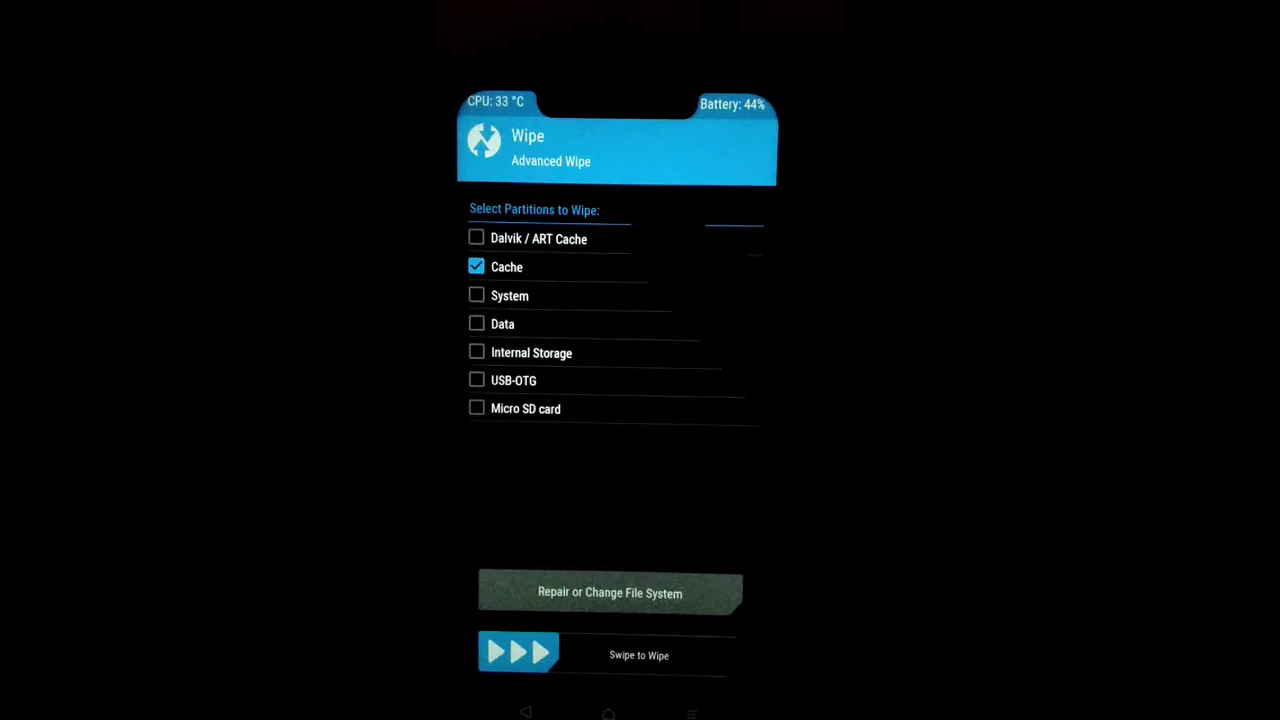 CPU: 33 °C
Battery: 44%
Wipe
Advanced Wipe
Select Partitions to Wipe:
Dalvik / ART Cache
Cache
System
Data
Internal Storage
USB-OTG
Micro SD card
Repair or Change File System
Swipe to Wipe